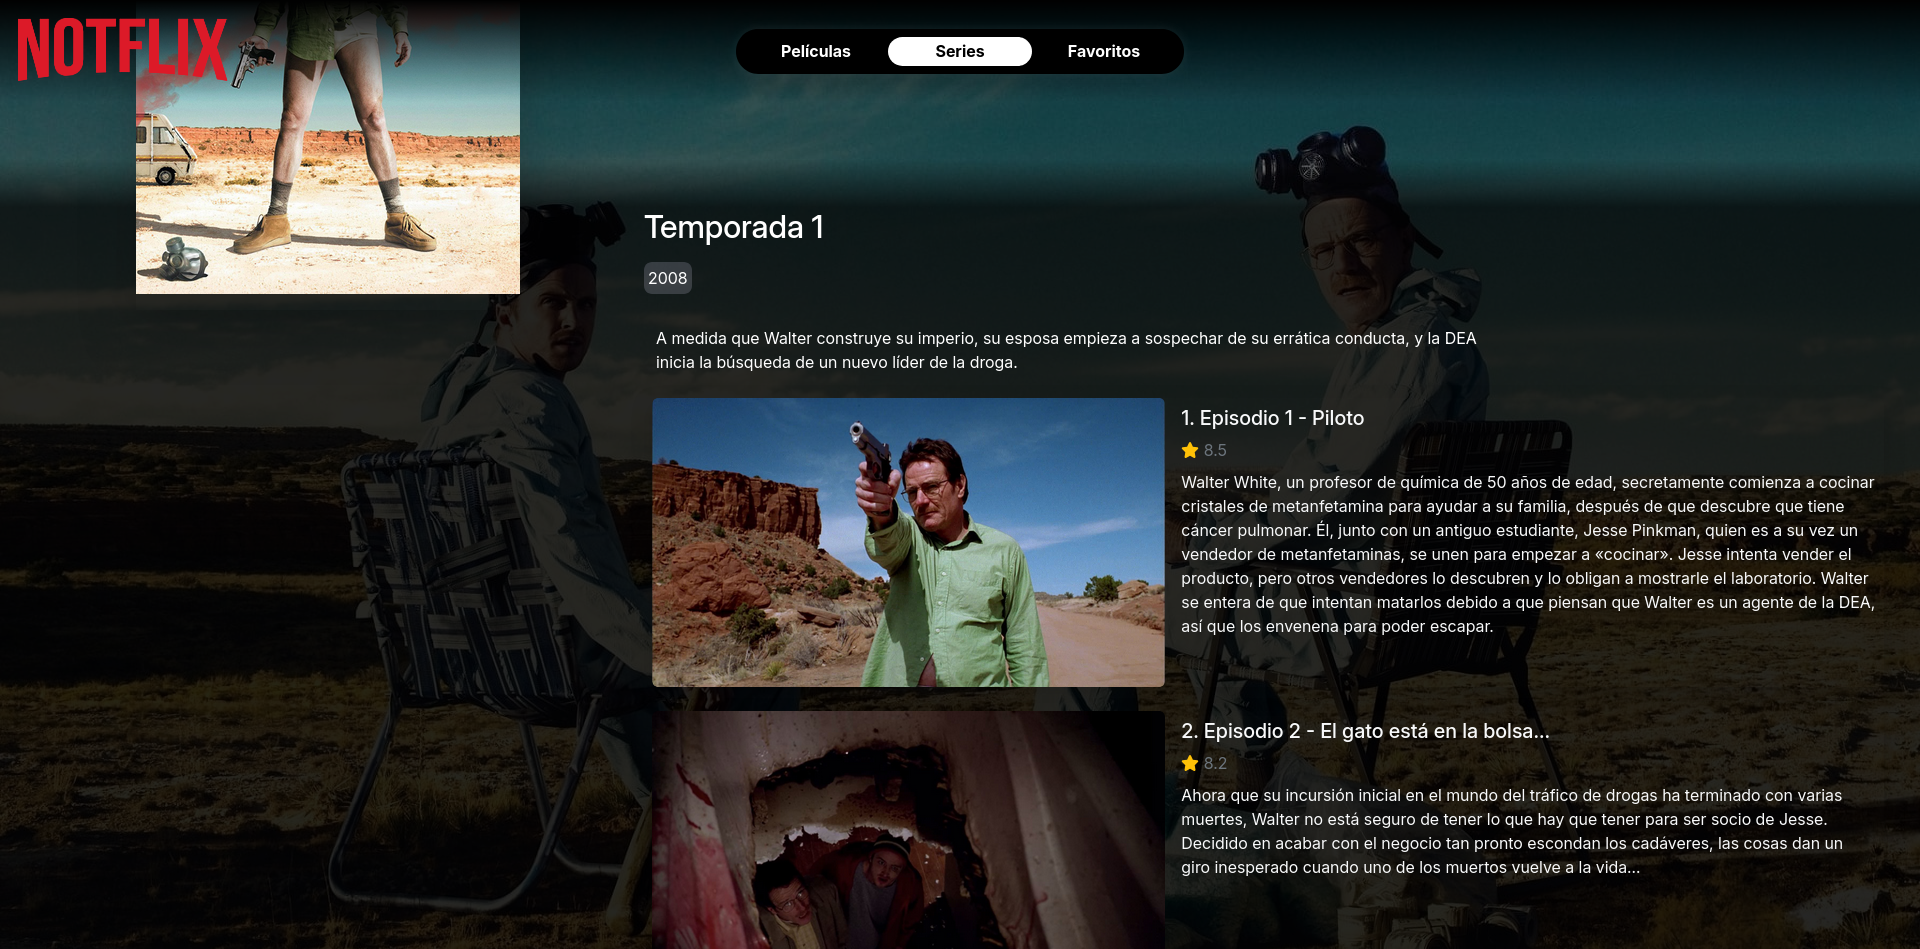 NOTFLIX
Películas
Series
Favoritos
Temporada 1
2008
A medida que Walter construye su imperio, su esposa empieza a sospechar de su errática conducta, y la DEA
inicia la búsqueda de un nuevo líder de la droga.
1. Episodio 1 - Piloto
8.5
Walter White, un profesor de química de 50 años de edad, secretamente comienza a cocinar
cristales de metanfetamina para ayudar a su familia, después de que descubre que tiene
cáncer pulmonar. Él, junto con un antiguo estudiante, Jesse Pinkman, quien es a su vez un
vendedor de metanfetaminas, se unen para empezar a «cocinar». Jesse intenta vender el
producto, pero otros vendedores lo descubren y lo obligan a mostrarle el laboratorio. Walter
se entera de que intentan matarlos debido a que piensan que Walter es un agente de la DEA,
así que los envenena para poder escapar.
2. Episodio 2 - El gato está en la bolsa...
8.2
Ahora que su incursión inicial en el mundo del tráfico de drogas ha terminado con varias
muertes, Walter no está seguro de tener lo que hay que tener para ser socio de Jesse.
Decidido en acabar con el negocio tan pronto escondan los cadáveres, las cosas dan un
giro inesperado cuando uno de los muertos vuelve a la vida...